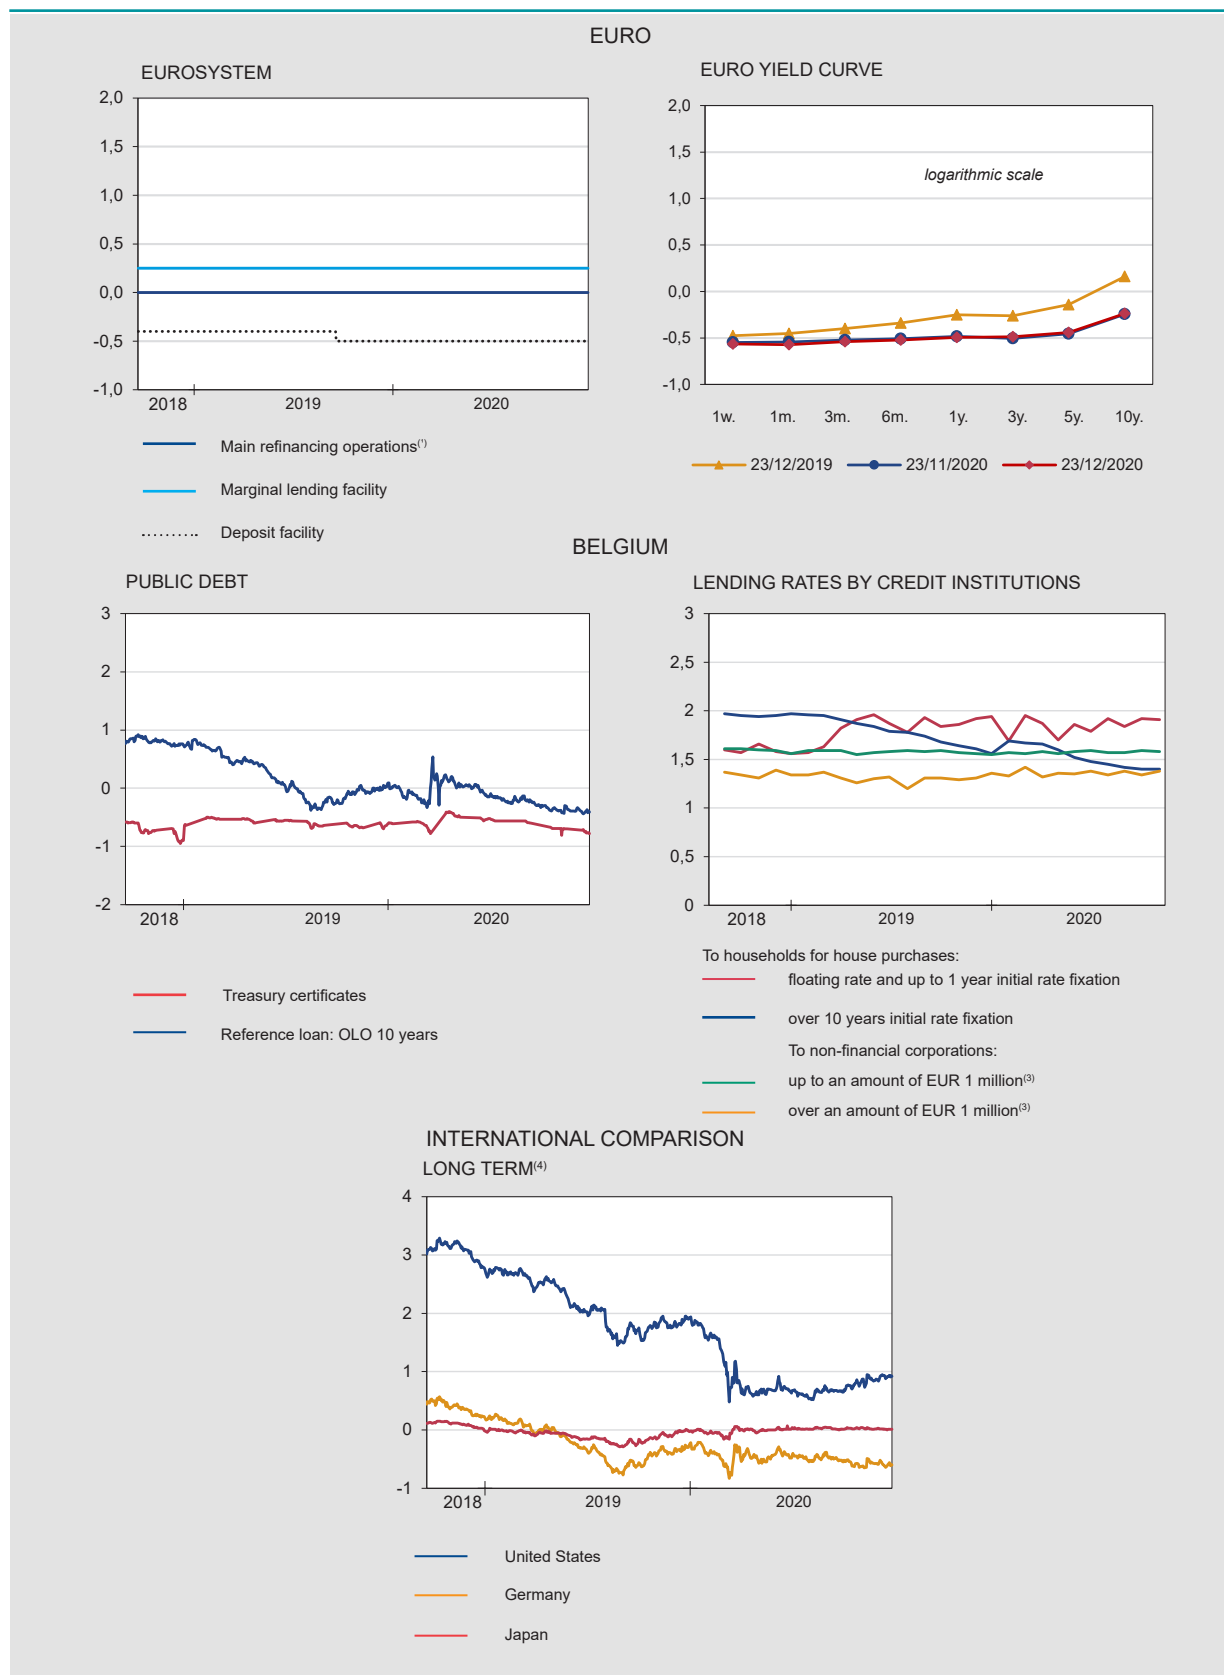 EURO
EUROSYSTEM
2,0
1,5
1,0
0,5
0,0
-0,5
-1,0
2018 2019 2020
Main refinancing operations(¹)
Marginal lending facility
Deposit facility
EURO YIELD CURVE
2,0
1,5
1,0
0,5
0,0
-0,5
-1,0
logarithmic scale
1w. 1m. 3m. 6m. 1y. 3y. 5y. 10y.
23/12/2019 23/11/2020 23/12/2020
BELGIUM
PUBLIC DEBT
3
2
1
0
-1
-2
2018 2019 2020
Treasury certificates
Reference loan: OLO 10 years
LENDING RATES BY CREDIT INSTITUTIONS
3
2,5
2
1,5
1
0,5
0
2018 2019 2020
To households for house purchases:
floating rate and up to 1 year initial rate fixation
over 10 years initial rate fixation
To non-financial corporations:
up to an amount of EUR 1 million(3)
over an amount of EUR 1 million(3)
INTERNATIONAL COMPARISON
LONG TERM(4)
4
3
2
1
0
-1
2018 2019 2020
United States
Germany
Japan